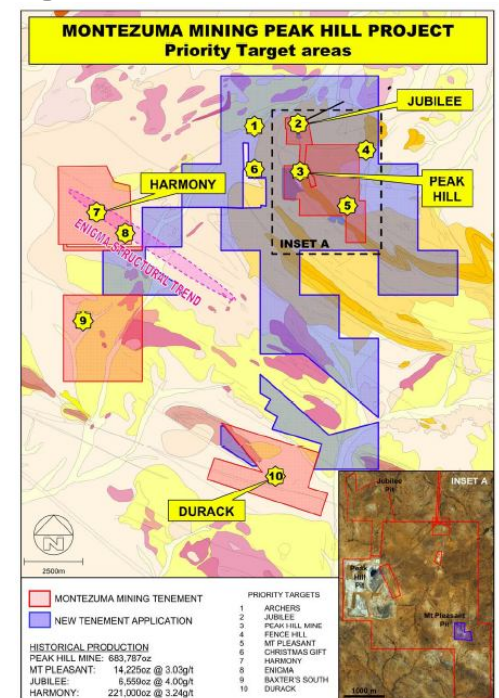 MONTEZUMA MINING PEAK HILL PROJECT
Priority Target areas
JUBILEE
1
2
4
HARMONY
6
3
PEAK HILL
5
7
8
INSET A
ENIGMA STRUCTURAL TREND
9
10
DURACK
2500m
INSET A
Jubilee Pit
Peak Hill Pit
Mt Pleasant Pit
1000 m
MONTEZUMA MINING TENEMENT
NEW TENEMENT APPLICATION
HISTORICAL PRODUCTION
PEAK HILL MINE: 683,787oz
MT PLEASANT: 14,225oz @ 3.03g/t
JUBILEE: 6,559oz @ 4.00g/t
HARMONY: 221,000oz @ 3.24g/t
PRIORITY TARGETS
1 ARCHERS
2 JUBILEE
3 PEAK HILL MINE
4 FENCE HILL
5 MT PLEASANT
6 CHRISTMAS GIFT
7 HARMONY
8 ENIGMA
9 BAXTER'S SOUTH
10 DURACK